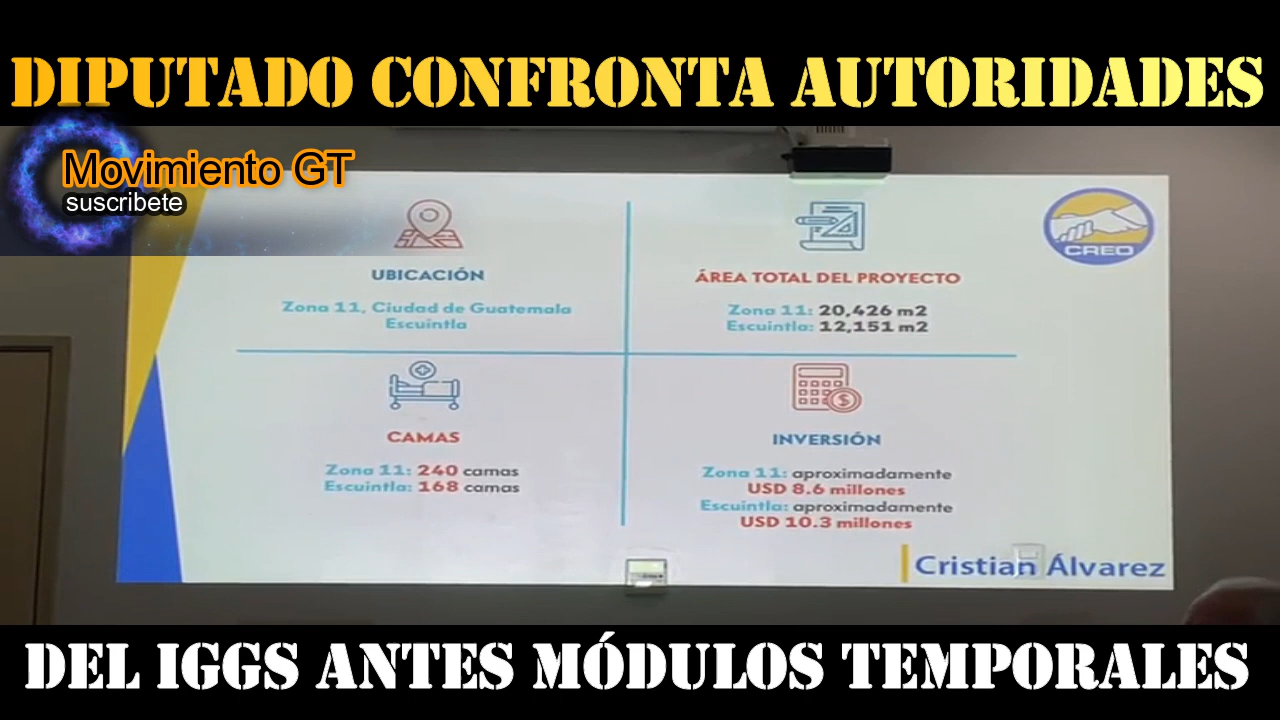 DIPUTADO CONFRONTA AUTORIDADES
Movimiento GT
suscribete
CREO
UBICACIÓN
Zona 11, Ciudad de Guatemala
Escuintla
ÁREA TOTAL DEL PROYECTO
Zona 11: 20,426 m2
Escuintla: 12,151 m2
CAMAS
Zona 11: 240 camas
Escuintla: 168 camas
INVERSIÓN
Zona 11: aproximadamente
USD 8.6 millones
Escuintla: aproximadamente
USD 10.3 millones
Cristian Álvarez
DEL IGGS ANTES MÓDULOS TEMPORALES